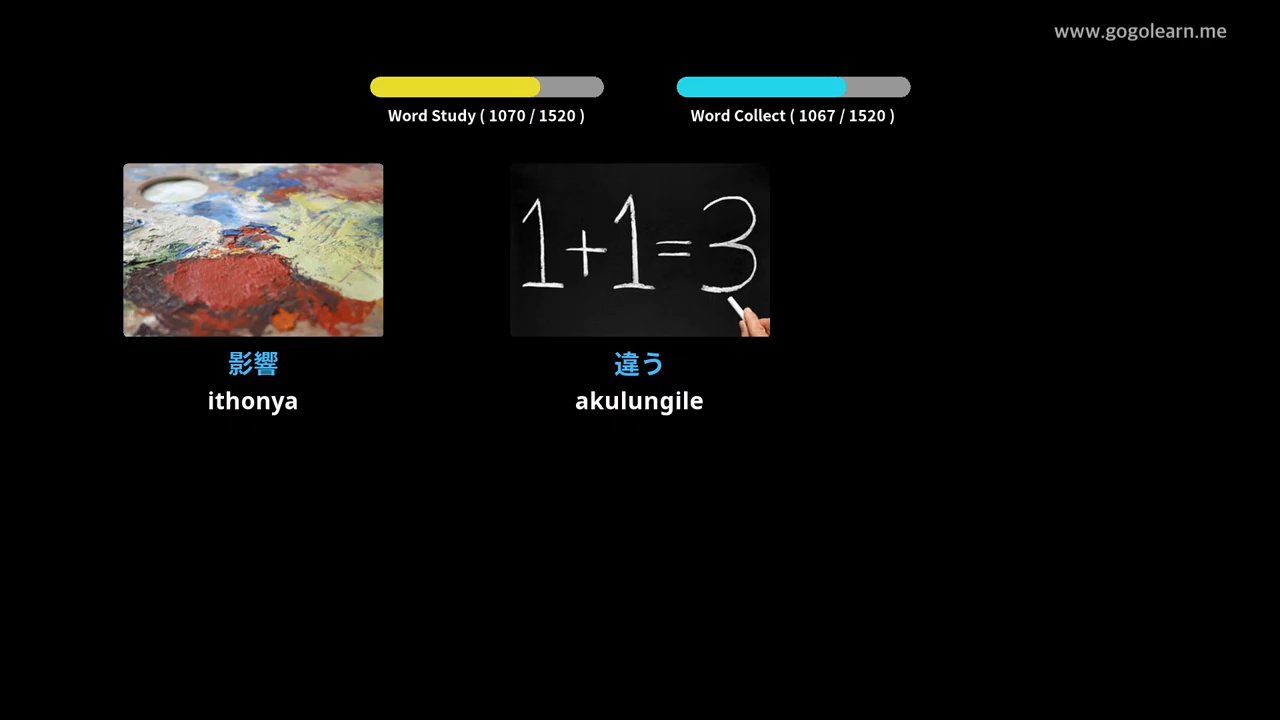 www.gogolearn.me
Word Study ( 1070 / 1520 )
Word Collect ( 1067 / 1520 )
1+1=3
影響
ithonya
違う
akulungile